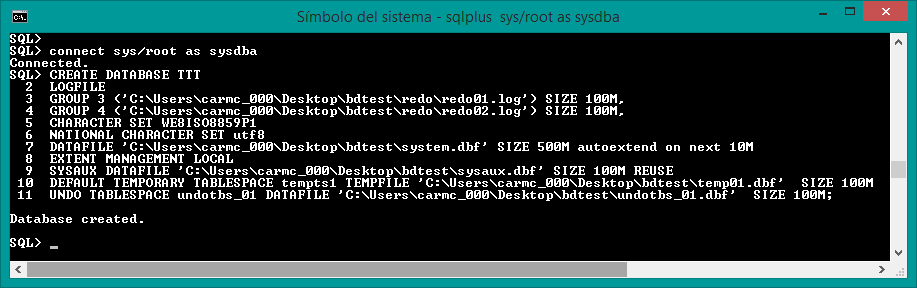 Símbolo del sistema - sqlplus sys/root as sysdba
SQL>
SQL> connect sys/root as sysdba
Connected.
SQL> CREATE DATABASE TTT
2 LOGFILE
3 GROUP 3 ('C:\Users\carmc_000\Desktop\bdtest\redo\redo01.log') SIZE 100M,
4 GROUP 4 ('C:\Users\carmc_000\Desktop\bdtest\redo\redo02.log') SIZE 100M,
5 CHARACTER SET WE8ISO8859P1
6 NATIONAL CHARACTER SET utf8
7 DATAFILE 'C:\Users\carmc_000\Desktop\bdtest\system.dbf' SIZE 500M autoextend on next 10M
8 EXTENT MANAGEMENT LOCAL
9 SYSAUX DATAFILE 'C:\Users\carmc_000\Desktop\bdtest\sysaux.dbf' SIZE 100M REUSE
10 DEFAULT TEMPORARY TABLESPACE tempts1 TEMPFILE 'C:\Users\carmc_000\Desktop\bdtest\temp01.dbf' SIZE 100M
11 UNDO TABLESPACE undotbs_01 DATAFILE 'C:\Users\carmc_000\Desktop\bdtest\undotbs_01.dbf' SIZE 100M;
Database created.
SQL> _